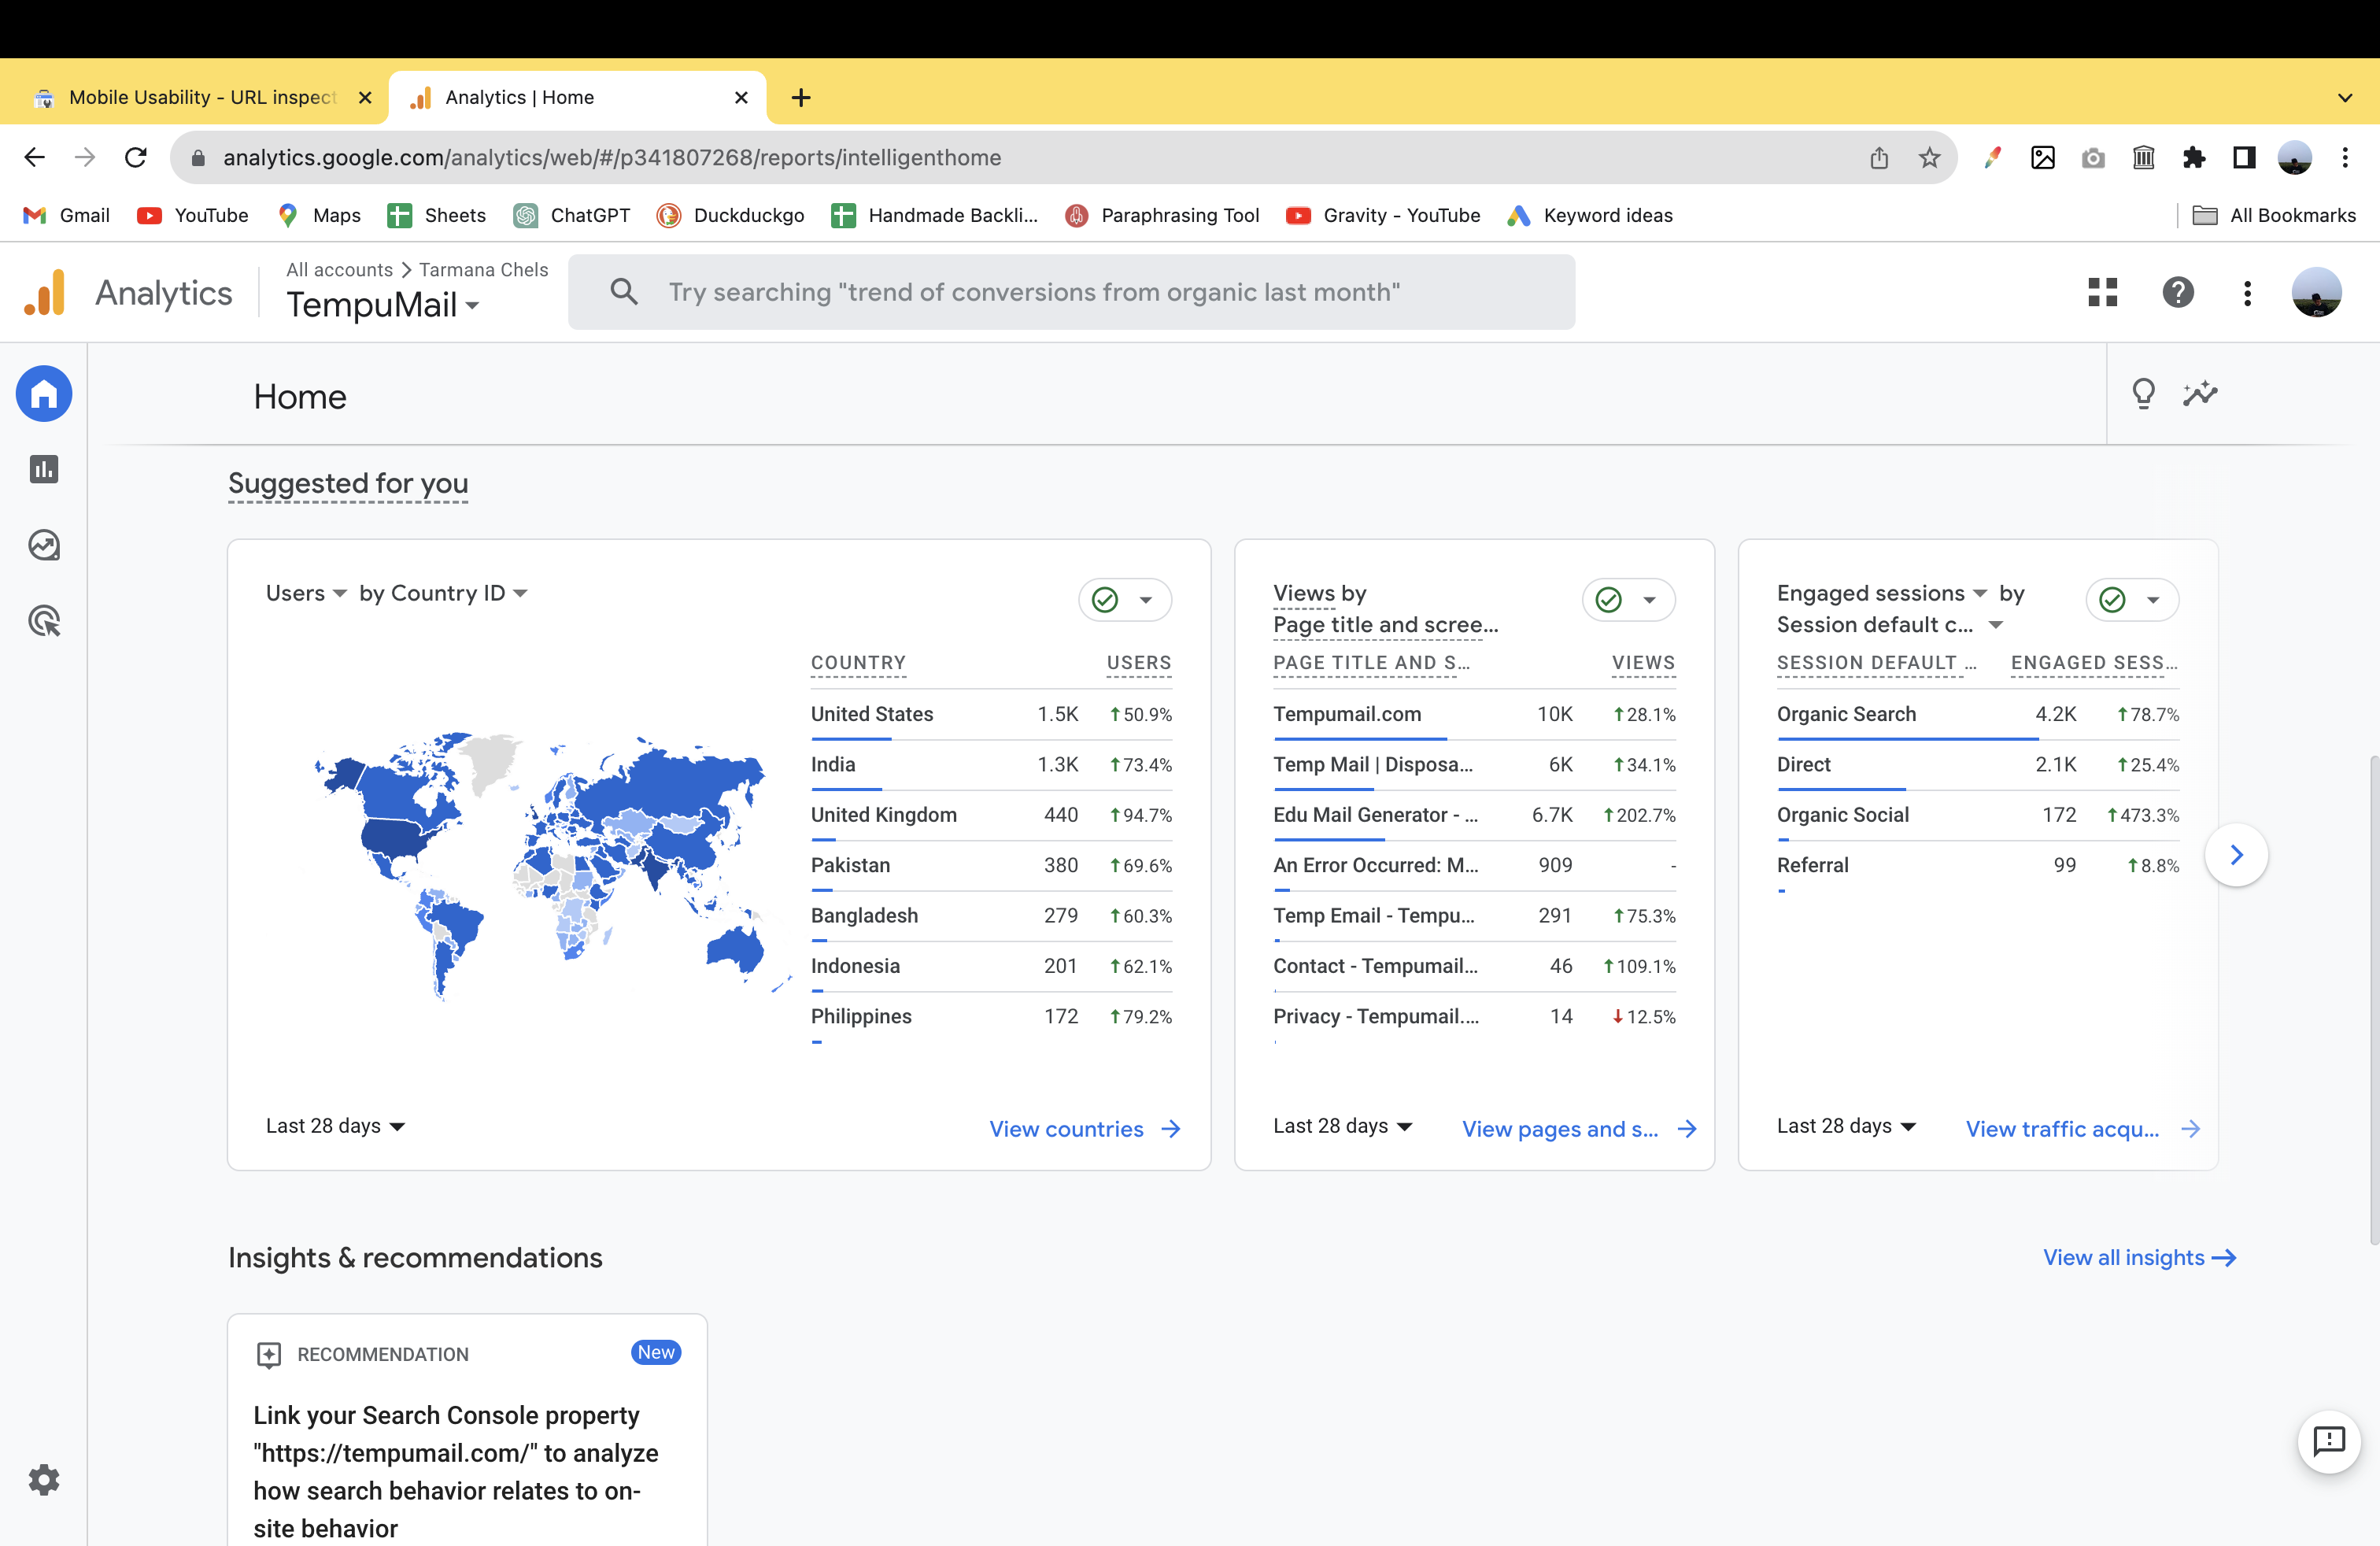 Mobile Usability - URL inspect
Analytics | Home
analytics.google.com/analytics/web/#/p341807268/reports/intelligenthome
Gmail YouTube Maps Sheets ChatGPT Duckduckgo Handmade Backli... Paraphrasing Tool Gravity - YouTube Keyword ideas All Bookmarks
Analytics
All accounts > Tarmana Chels
TempuMail
Try searching "trend of conversions from organic last month"
Home
Suggested for you
Users by Country ID
COUNTRY USERS
United States 1.5K ↑50.9%
India 1.3K ↑73.4%
United Kingdom 440 ↑94.7%
Pakistan 380 ↑69.6%
Bangladesh 279 ↑60.3%
Indonesia 201 ↑62.1%
Philippines 172 ↑79.2%
Last 28 days View countries
Views by
Page title and scree...
PAGE TITLE AND S... VIEWS
Tempumail.com 10K ↑28.1%
Temp Mail | Disposa... 6K ↑34.1%
Edu Mail Generator - ... 6.7K ↑202.7%
An Error Occurred: M... 909 -
Temp Email - Tempu... 291 ↑75.3%
Contact - Tempumail... 46 ↑109.1%
Privacy - Tempumail.... 14 ↓12.5%
Last 28 days View pages and s...
Engaged sessions by
Session default c...
SESSION DEFAULT ... ENGAGED SESS...
Organic Search 4.2K ↑78.7%
Direct 2.1K ↑25.4%
Organic Social 172 ↑473.3%
Referral 99 ↑8.8%
Last 28 days View traffic acqu...
Insights & recommendations
View all insights
RECOMMENDATION New
Link your Search Console property
"https://tempumail.com/" to analyze
how search behavior relates to on-
site behavior